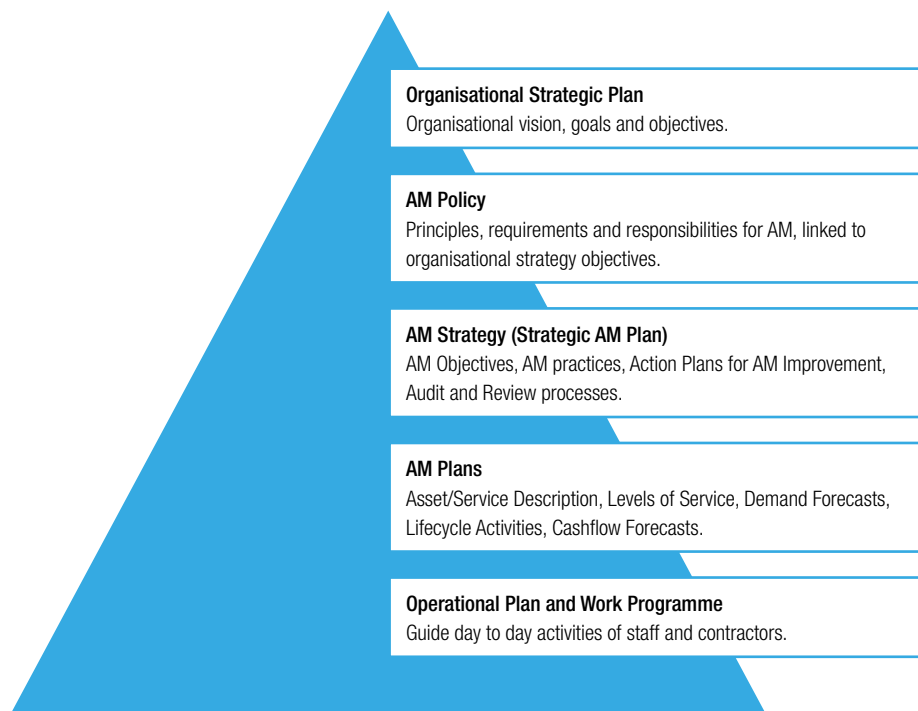 Organisational Strategic Plan
Organisational vision, goals and objectives.
AM Policy
Principles, requirements and responsibilities for AM, linked to
organisational strategy objectives.
AM Strategy (Strategic AM Plan)
AM Objectives, AM practices, Action Plans for AM Improvement,
Audit and Review processes.
AM Plans
Asset/Service Description, Levels of Service, Demand Forecasts,
Lifecycle Activities, Cashflow Forecasts.
Operational Plan and Work Programme
Guide day to day activities of staff and contractors.